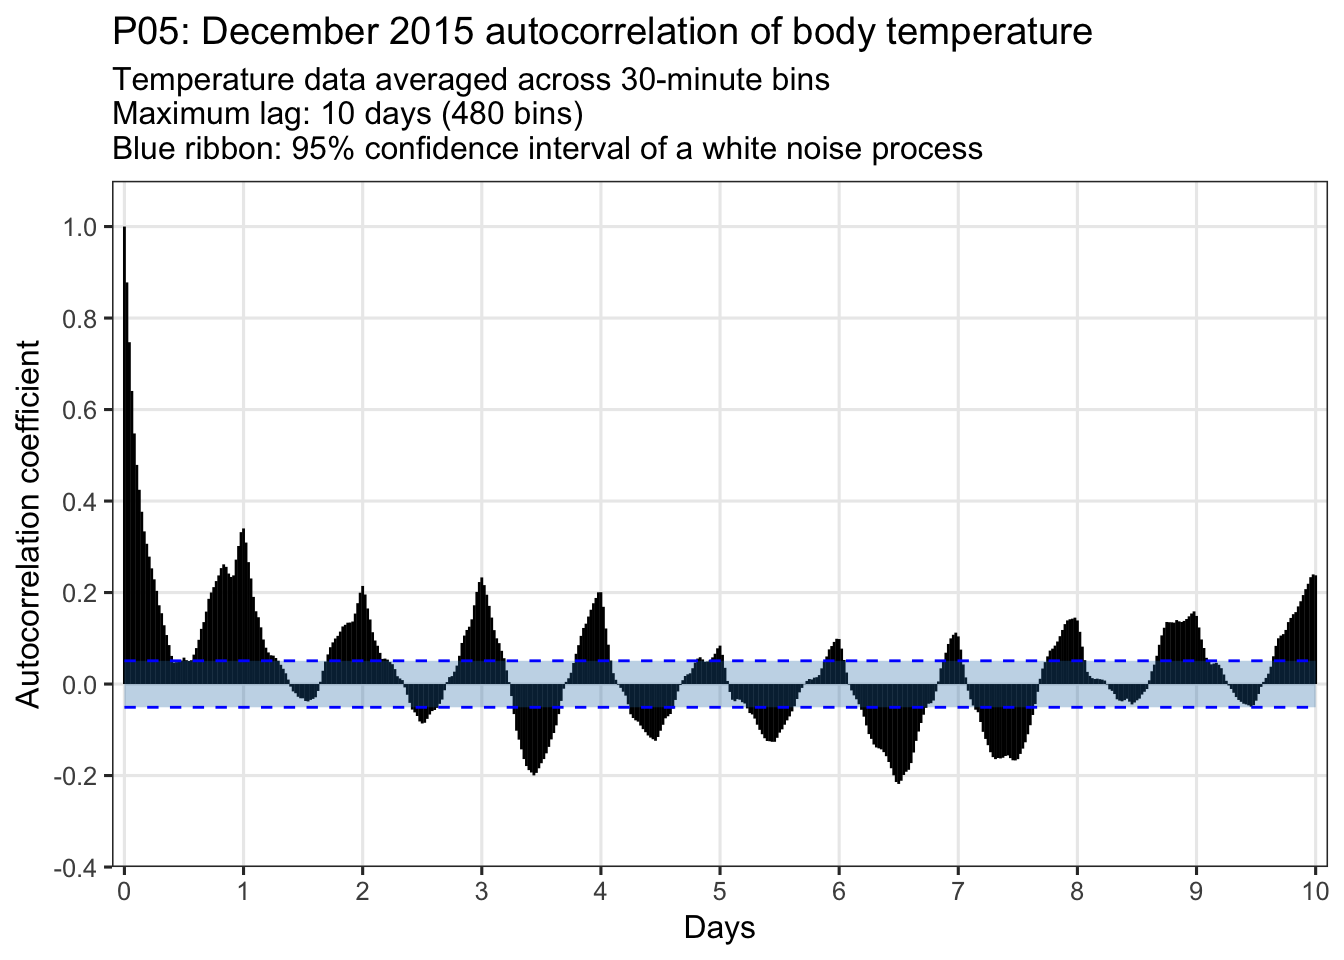 P05: December 2015 autocorrelation of body temperature
Temperature data averaged across 30-minute bins
Maximum lag: 10 days (480 bins)
Blue ribbon: 95% confidence interval of a white noise process
Autocorrelation coefficient
1.0
0.8
0.6
0.4
0.2
0.0
-0.2
-0.4
0 1 2 3 4 5 6 7 8 9 10
Days